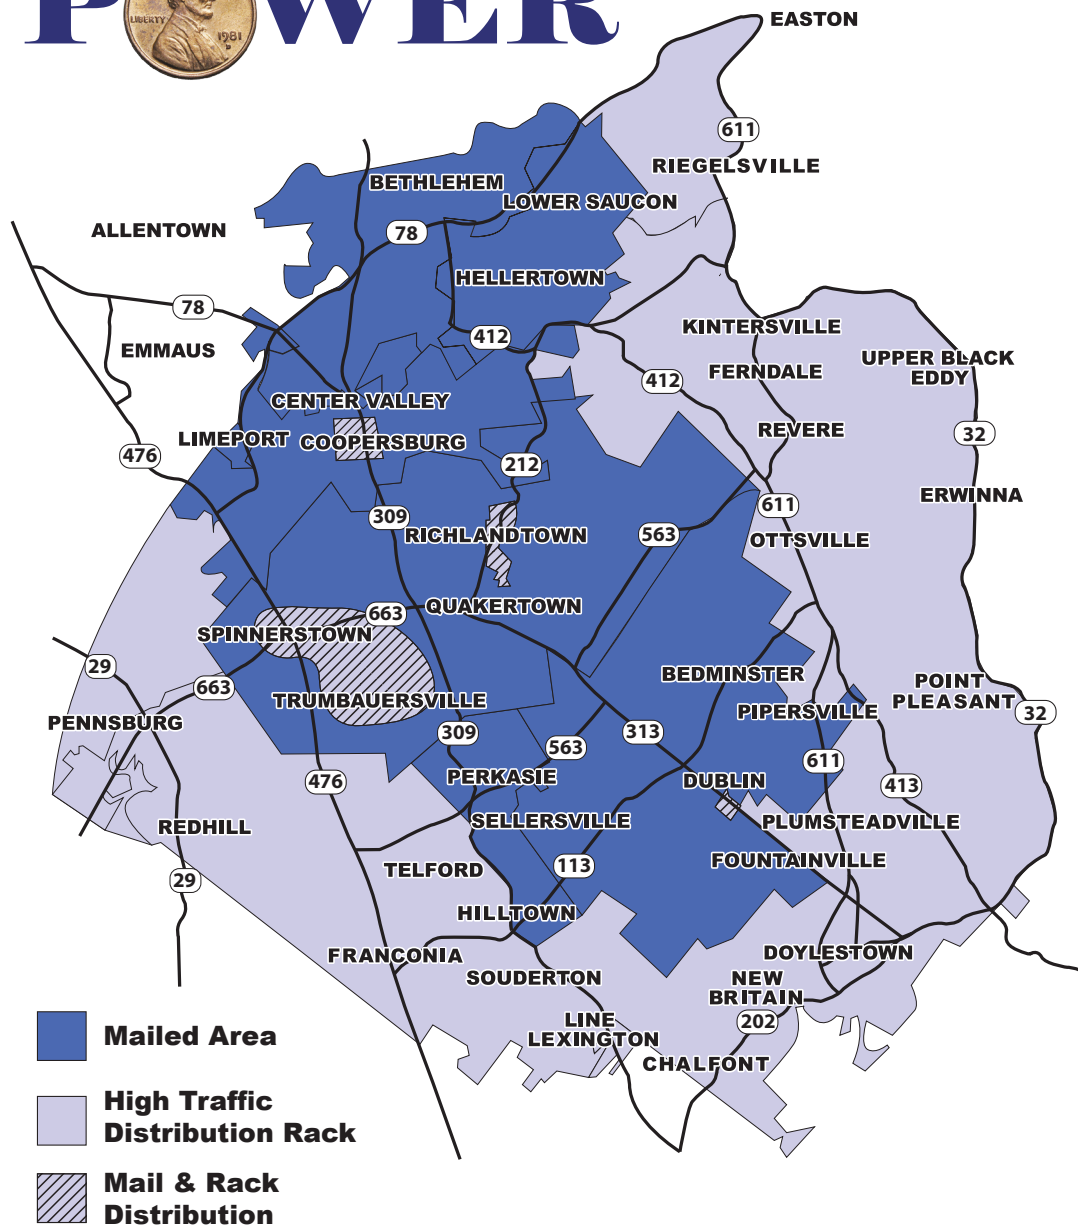 POWER
LIBERTY
1981
D
EASTON
611
RIEGELSVILLE
BETHLEHEM
LOWER SAUCON
ALLENTOWN
78
HELLERTOWN
78
KINTERSVILLE
412
EMMAUS
UPPER BLACK
EDDY
FERNDALE
412
CENTER VALLEY
REVERE
32
LIMEPORT
COOPERSBURG
476
212
ERWINNA
611
309
RICHLANDTOWN
563
OTTSVILLE
QUAKERTOWN
663
SPINNERSTOWN
29
BEDMINSTER
663
POINT
PLEASANT
TRUMBAUERSVILLE
PIPERSVILLE
32
PENNSBURG
309
313
563
611
476
PERKASIE
DUBLIN
413
SELLERSVILLE
PLUMSTEADVILLE
REDHILL
FOUNTAINVILLE
113
TELFORD
29
HILLTOWN
FRANCONIA
DOYLESTOWN
SOUDERTON
NEW
BRITAIN
LINE
LEXINGTON
202
CHALFONT
Mailed Area
High Traffic
Distribution Rack
Mail & Rack
Distribution